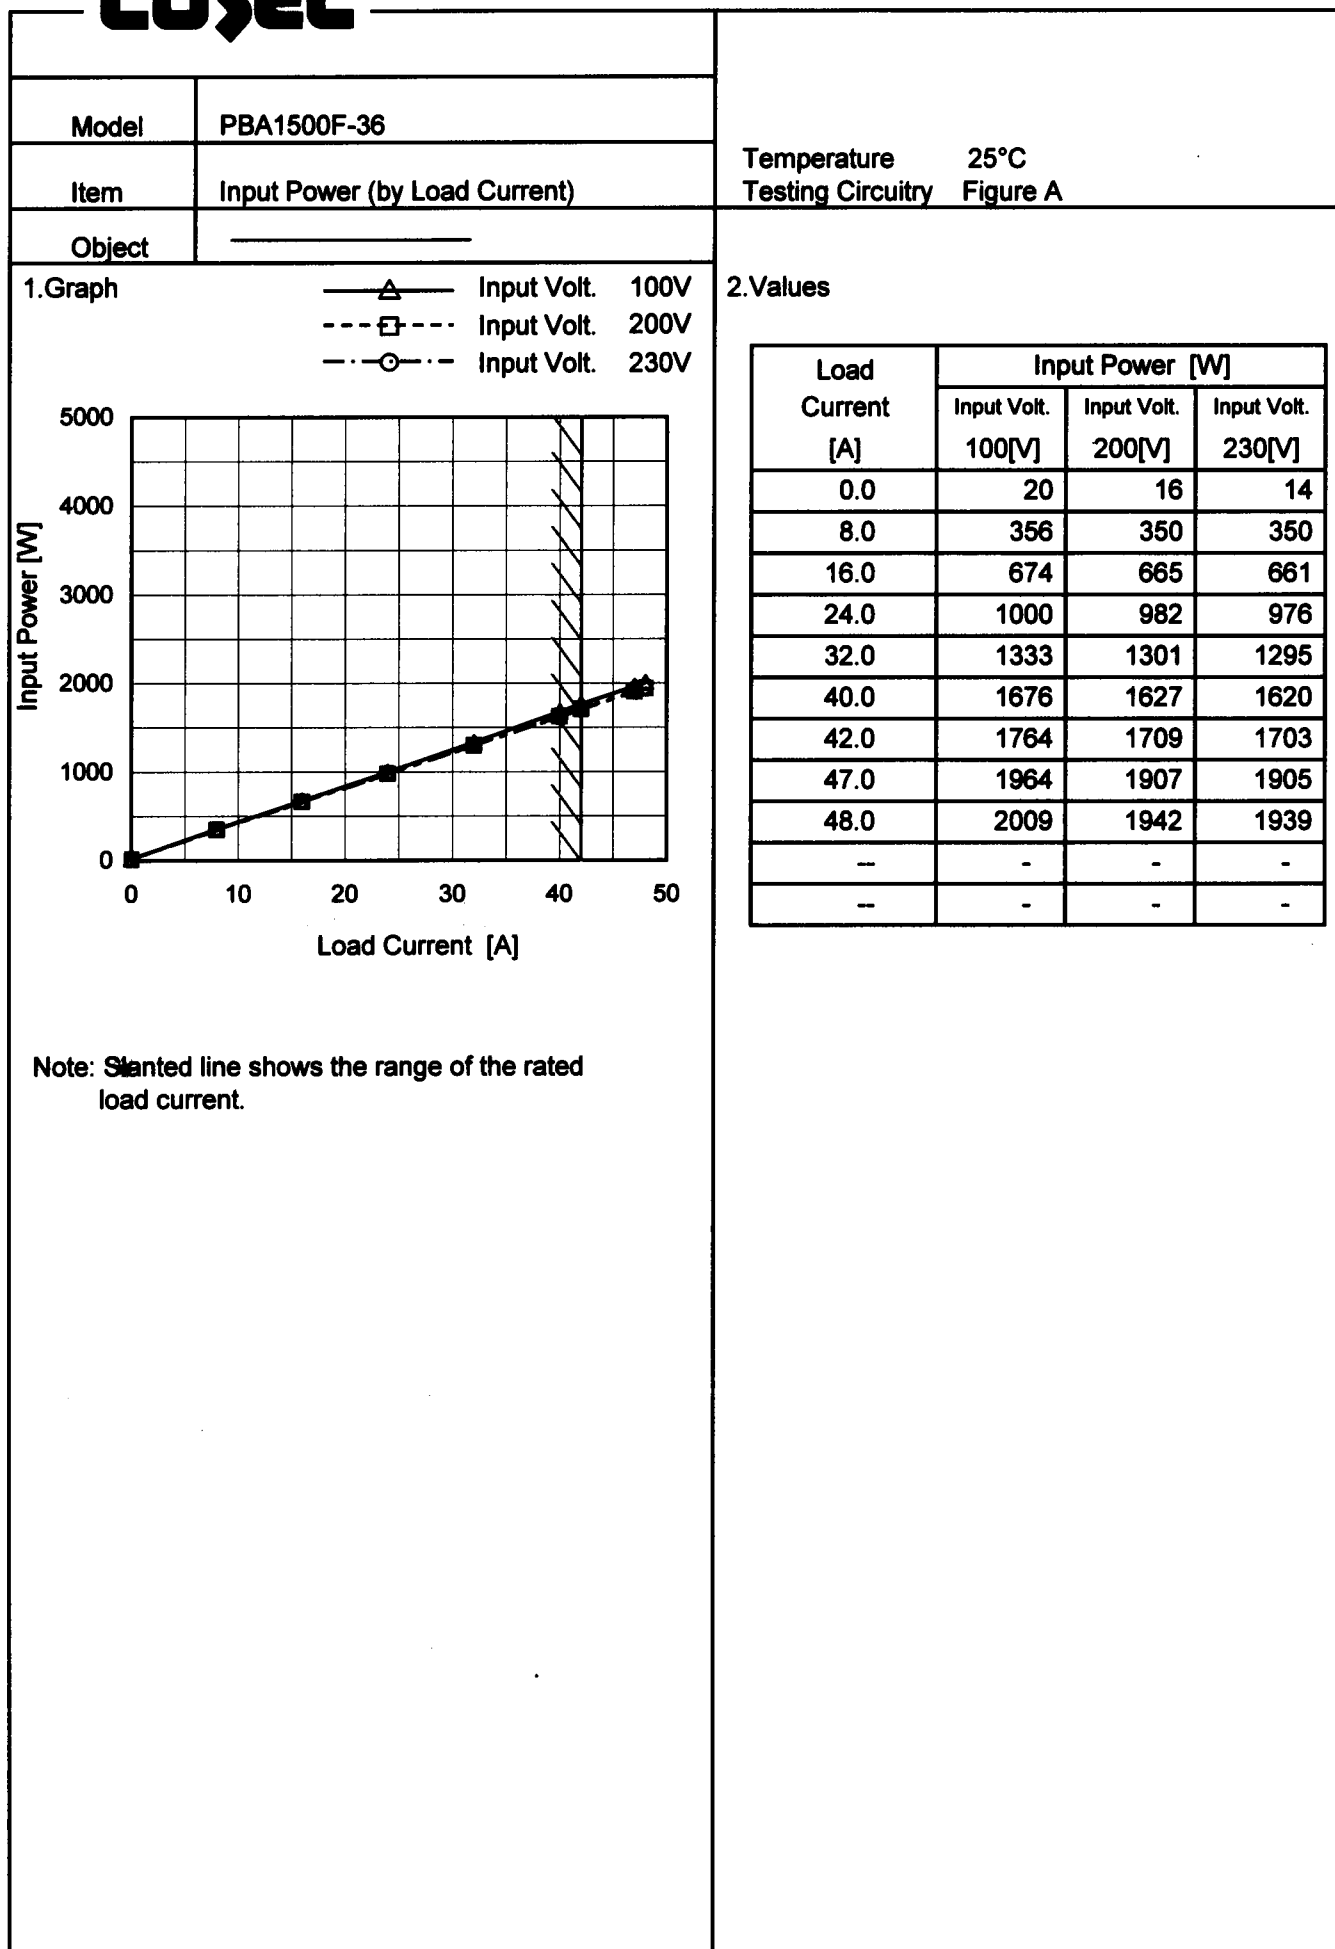 COSEL
Model PBA1500F-36
Item Input Power (by Load Current)
Object
Temperature 25°C
Testing Circuitry Figure A
1.Graph
Input Volt. 100V
Input Volt. 200V
Input Volt. 230V
Input Power [W]
5000
4000
3000
2000
1000
0
0 10 20 30 40 50
Load Current [A]
Note: Slanted line shows the range of the rated
load current.
2.Values
Load Current [A] Input Power [W]
Input Volt. 100[V] Input Volt. 200[V] Input Volt. 230[V]
0.0 20 16 14
8.0 356 350 350
16.0 674 665 661
24.0 1000 982 976
32.0 1333 1301 1295
40.0 1676 1627 1620
42.0 1764 1709 1703
47.0 1964 1907 1905
48.0 2009 1942 1939
-- - - -
-- - - -